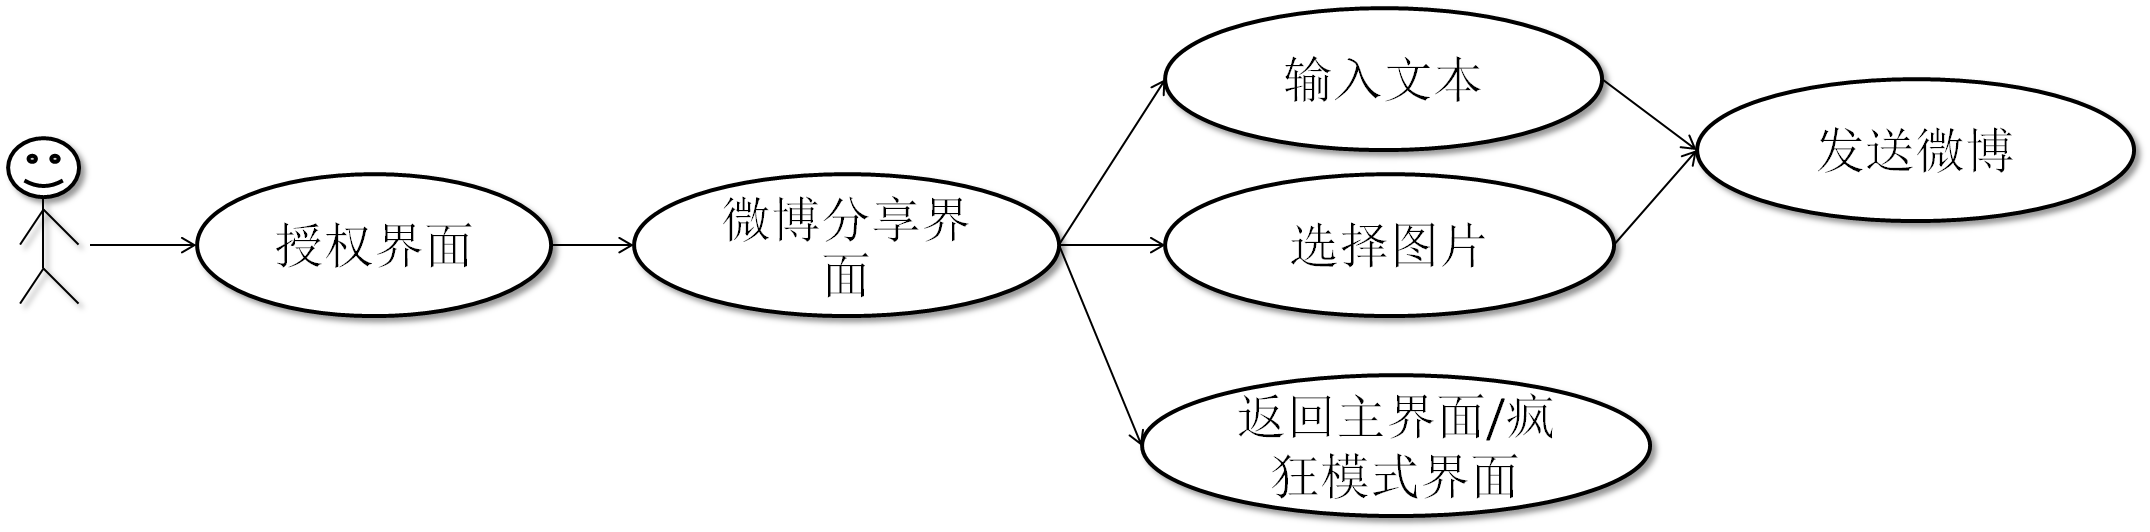 授权界面
微博分享界
面
输入文本
选择图片
返回主界面/疯
狂模式界面
发送微博